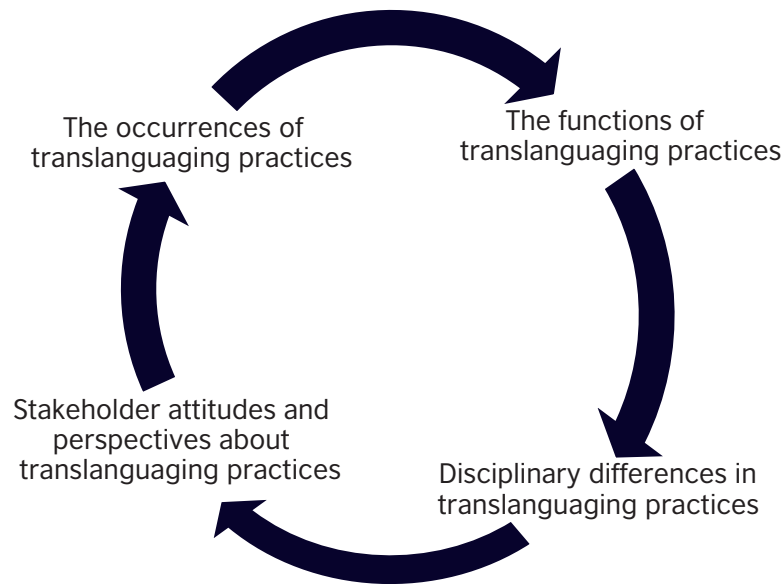 The occurrences of
translanguaging practices
The functions of
translanguaging practices
Disciplinary differences in
translanguaging practices
Stakeholder attitudes and
perspectives about
translanguaging practices